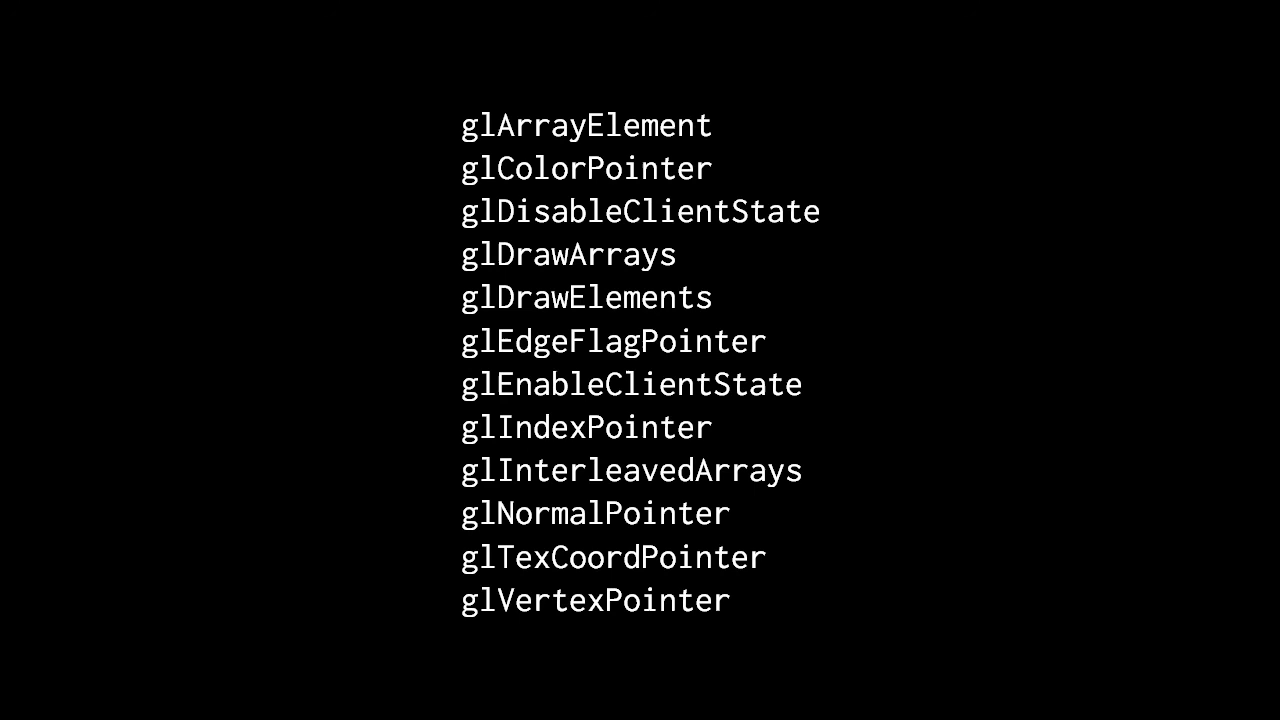 glArrayElement
glColorPointer
glDisableClientState
glDrawArrays
glDrawElements
glEdgeFlagPointer
glEnableClientState
glIndexPointer
glInterleavedArrays
glNormalPointer
glTexCoordPointer
glVertexPointer